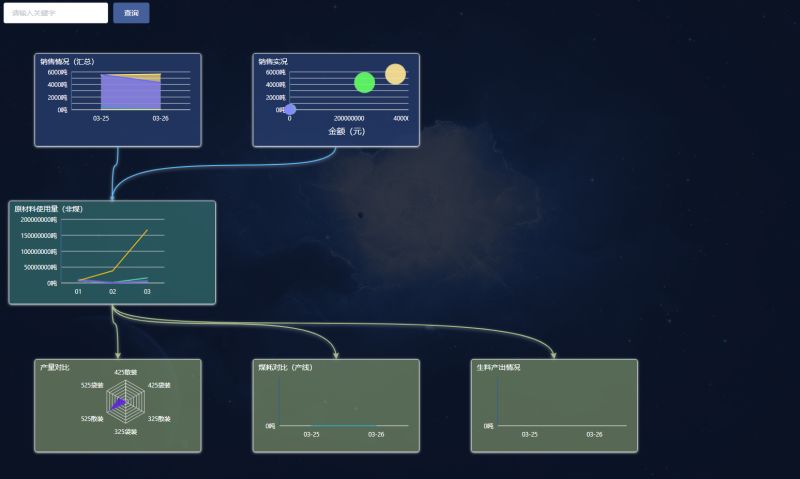 请输入关键字
查询
销售情况（汇总）
6000吨
4000吨
2000吨
0吨
03-25
03-26
销售实况
6000吨
4000吨
2000吨
0吨
0
200000000
4000
金额（元）
原材料使用量（非煤）
200000000吨
150000000吨
100000000吨
50000000吨
0吨
01
02
03
产量对比
425散装
525袋装
425袋装
525散装
325散装
325袋装
煤耗对比（产线）
0吨
03-25
03-26
生料产出情况
0吨
03-25
03-26